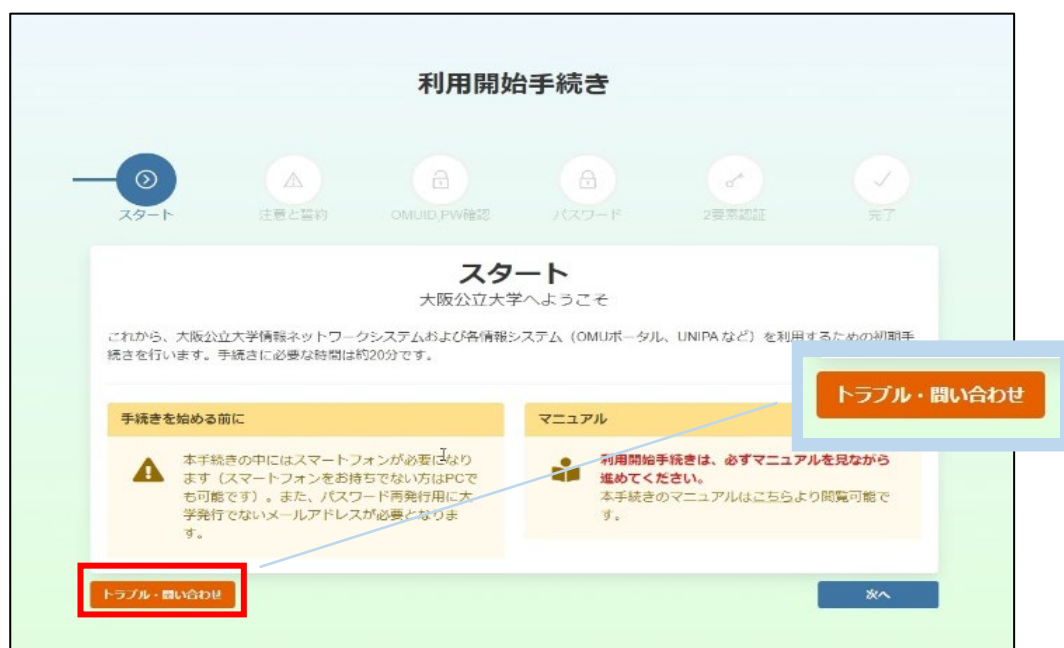 利用開始手続き
スタート
注意と誓約
OMUID,PW確認
パスワード
2要素認証
完了
スタート
大阪公立大学へようこそ
これから、大阪公立大学情報ネットワークシステムおよび各情報システム（OMUポータル、UNIPAなど）を利用するための初期手
続きを行います。手続きに必要な時間は約20分です。
トラブル・問い合わせ
手続きを始める前に
本手続きの中にはスマートフォンが必要になり
ます（スマートフォンをお持ちでない方はPCで
も可能です）。また、パスワード再発行用に大
学発行でないメールアドレスが必要となりま
す。
マニュアル
利用開始手続きは、必ずマニュアルを見ながら
進めてください。
本手続きのマニュアルはこちらより閲覧可能で
す。
トラブル・問い合わせ
次へ